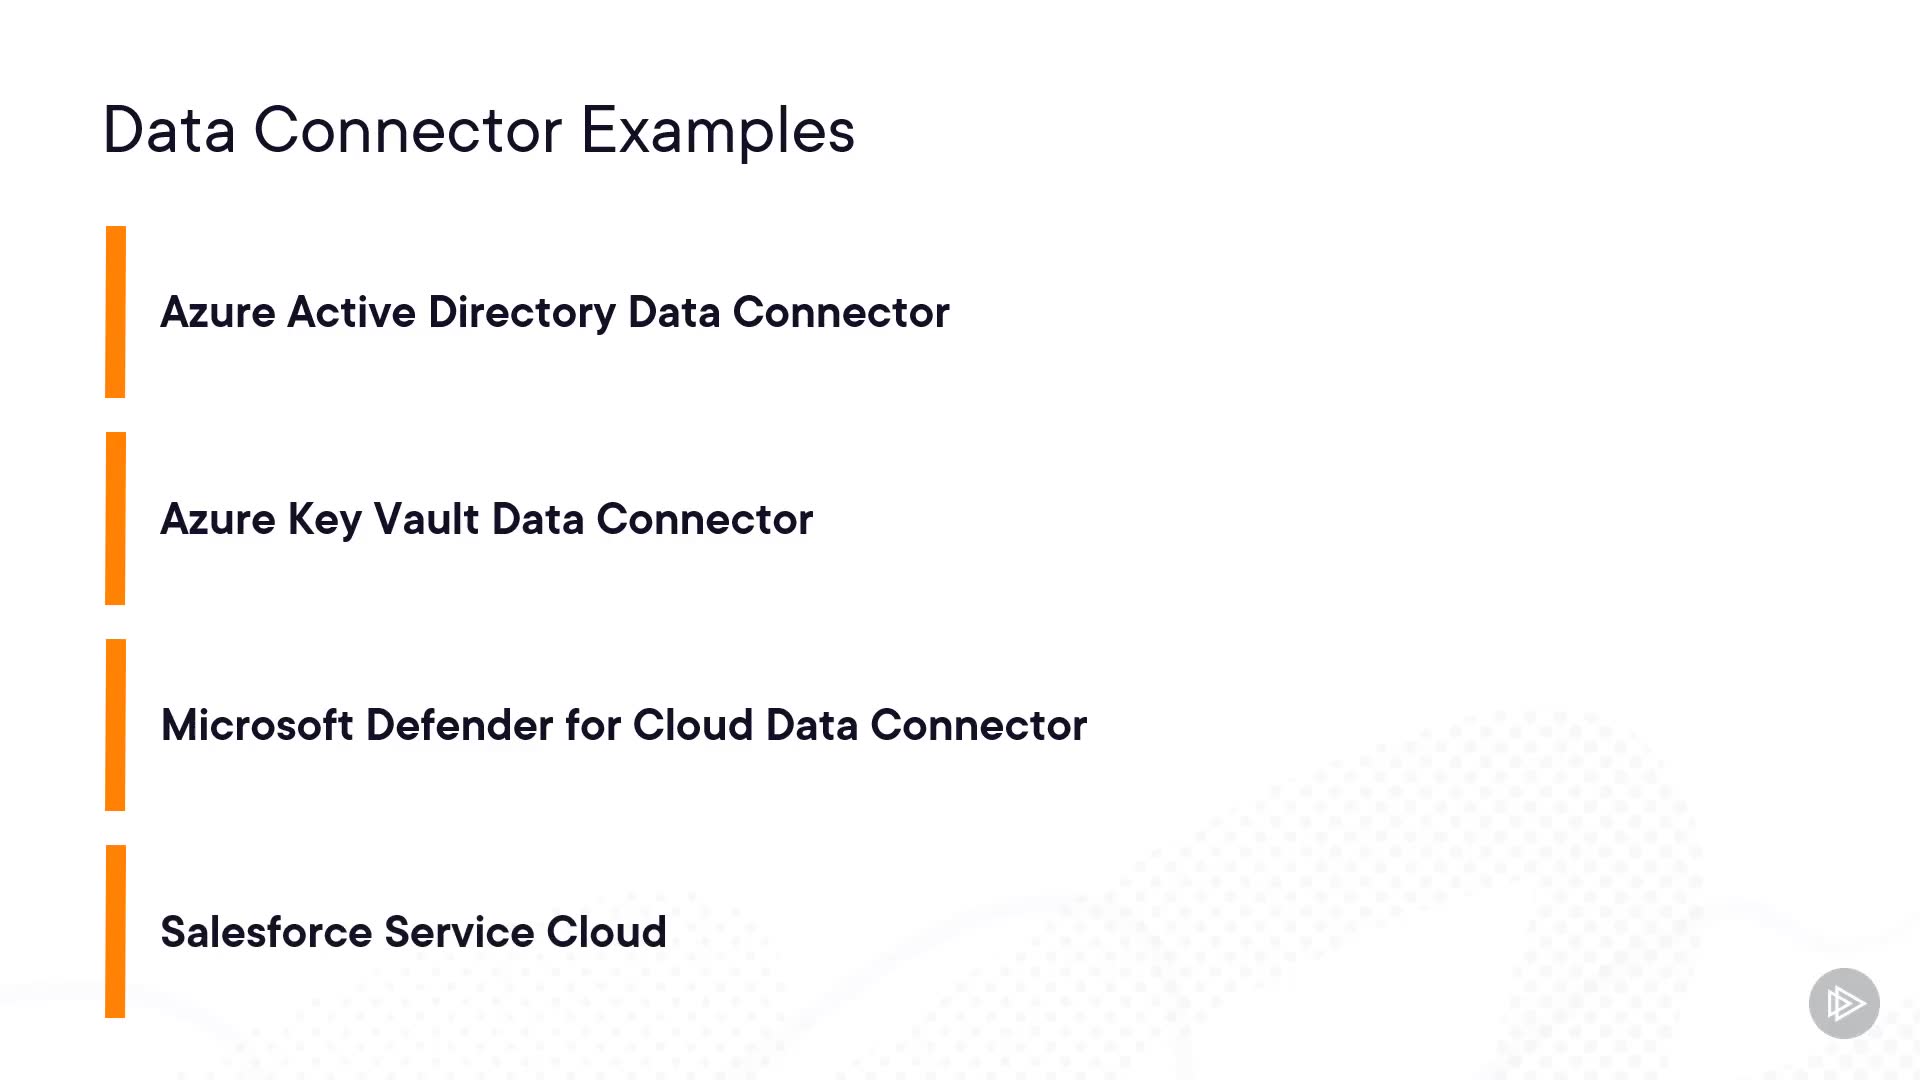 Data Connector Examples
Azure Active Directory Data Connector
Azure Key Vault Data Connector
Microsoft Defender for Cloud Data Connector
Salesforce Service Cloud